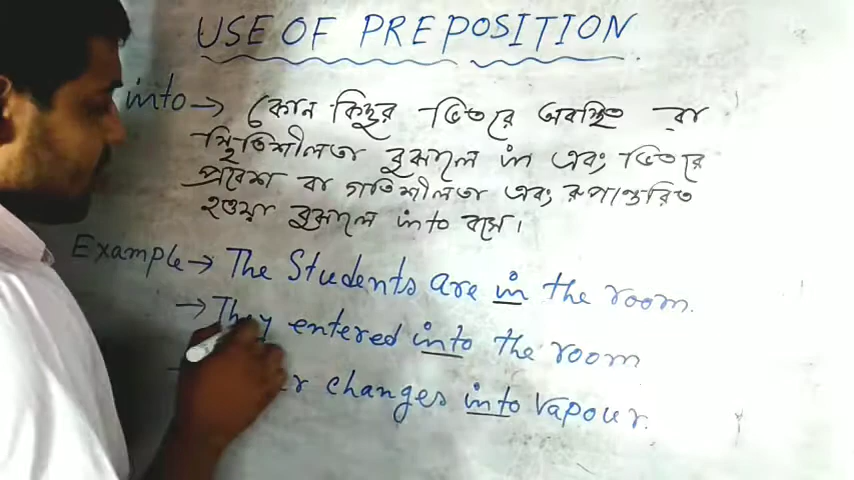 USE OF PREPOSITION
into → কোন কিছুর ভিতরে অবস্থিত বা
স্থিতিশীলতা বুঝালে in এবং ভিতরে
প্রবেশ বা গতিশীলতা এবং রুপান্তরিত
হওয়া বুঝালে into বসে।
Example → The Students are in the room.
→ They entered into the room
changes into Vapour.